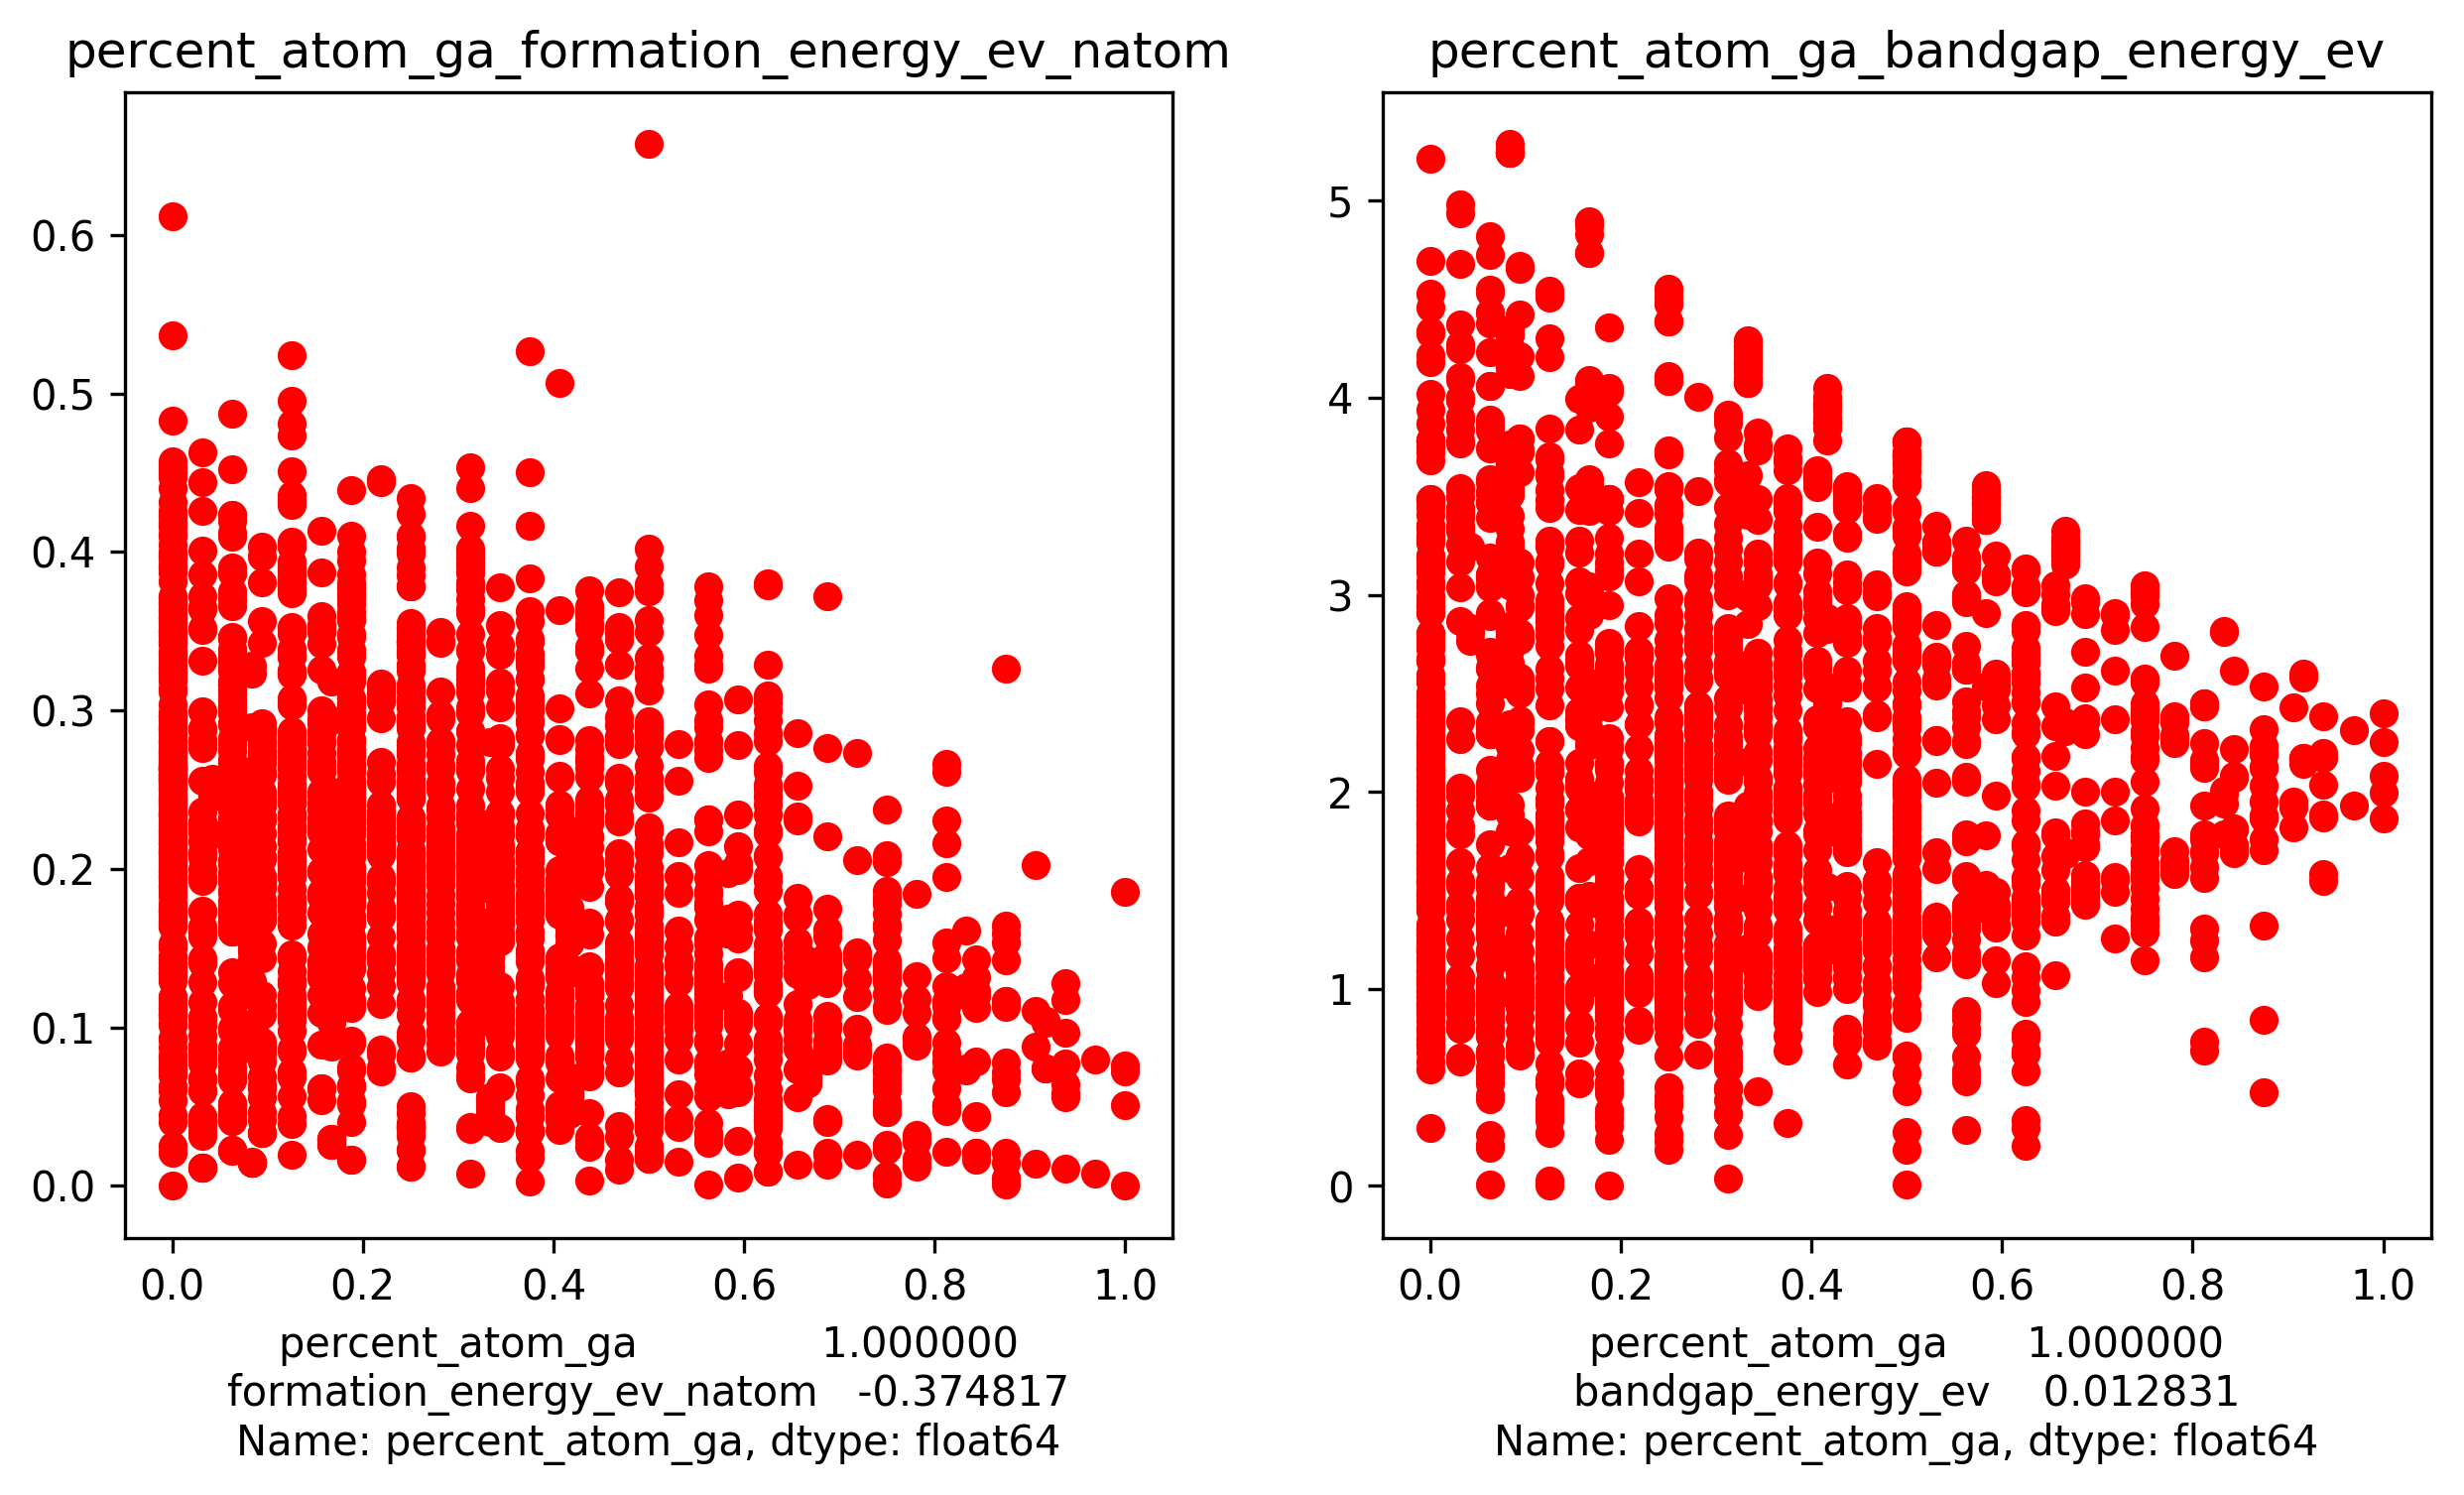 percent_atom_ga_formation_energy_ev_natom
0.6
0.5
0.4
0.3
0.2
0.1
0.0
0.0 0.2 0.4 0.6 0.8 1.0
percent_atom_ga 1.000000
formation_energy_ev_natom -0.374817
Name: percent_atom_ga, dtype: float64
percent_atom_ga_bandgap_energy_ev
5
4
3
2
1
0
0.0 0.2 0.4 0.6 0.8 1.0
percent_atom_ga 1.000000
bandgap_energy_ev 0.012831
Name: percent_atom_ga, dtype: float64